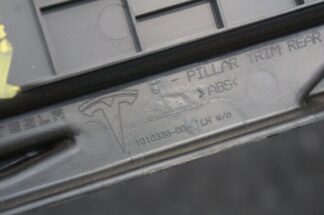 C - PILLAR TRIM REAR
>ABS<
TESLA
LH w/o